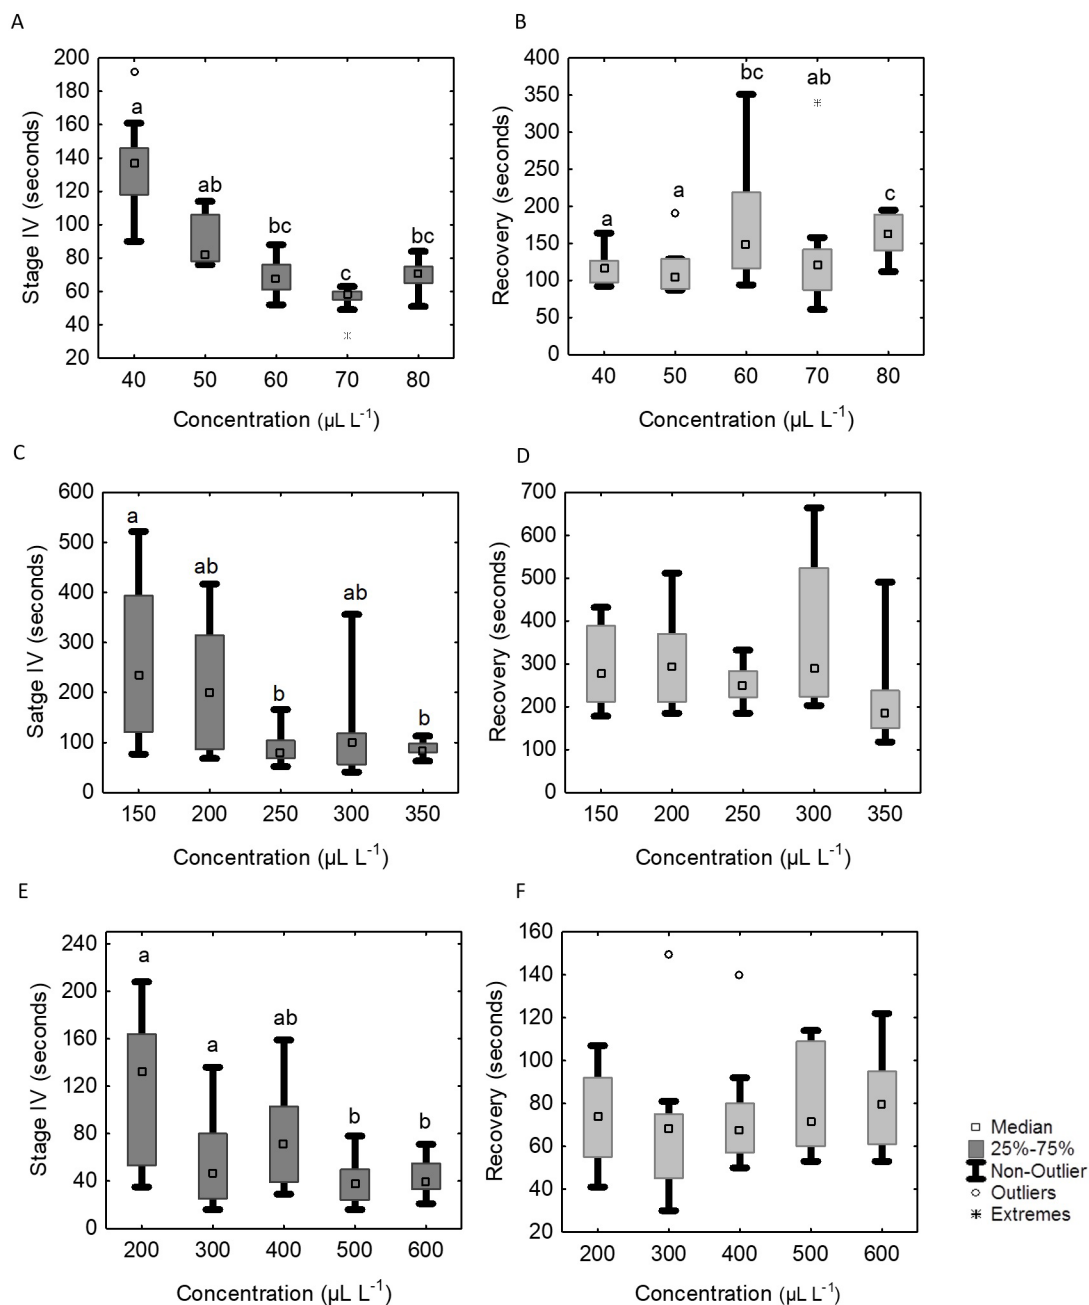 A
B
200
180
160
140
120
100
80
60
40
20
Stage IV (seconds)
a
ab
bc
c
bc
40 50 60 70 80
Concentration (µL L-1)
400
350
300
250
200
150
100
50
0
Recovery (seconds)
a
a
bc
ab
c
40 50 60 70 80
Concentration (µL L-1)
C
D
600
500
400
300
200
100
0
Satge IV (seconds)
a
ab
b
ab
b
150 200 250 300 350
Concentration (µL L-1)
700
600
500
400
300
200
100
0
Recovery (seconds)
150 200 250 300 350
Concentration (µL L-1)
E
F
240
200
160
120
80
40
0
Stage IV (seconds)
a
a
ab
b
b
200 300 400 500 600
Concentration (µL L-1)
160
140
120
100
80
60
40
20
Recovery (seconds)
200 300 400 500 600
Concentration (µL L-1)
Median
25%-75%
Non-Outlier
Outliers
Extremes